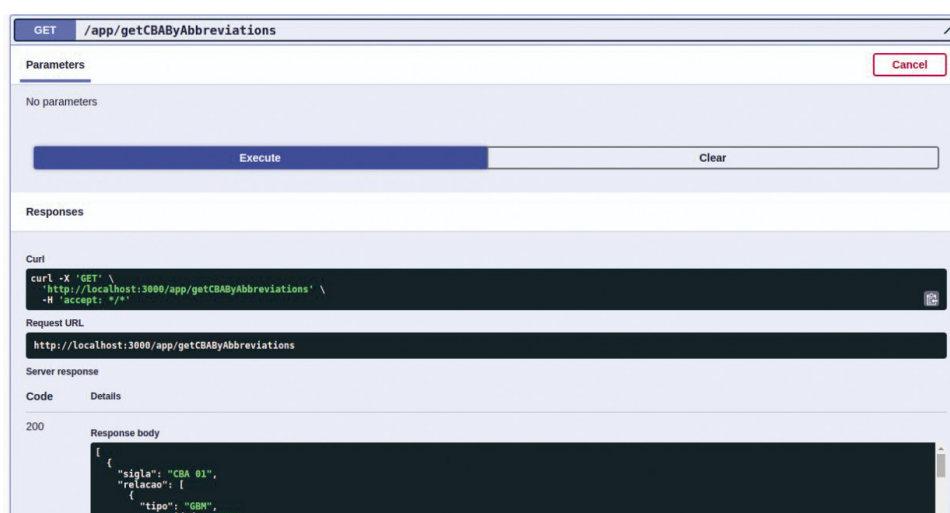 GET /app/getCBAByAbbreviations
Parameters Cancel
No parameters
Execute Clear
Responses
Curl
curl -X 'GET' \
'http://localhost:3000/app/getCBAByAbbreviations' \
-H 'accept: */*'
Request URL
http://localhost:3000/app/getCBAByAbbreviations
Server response
Code Details
200
Response body
[
{
"sigla": "CBA 01",
"relacao": [
{
"tipo": "GBM",